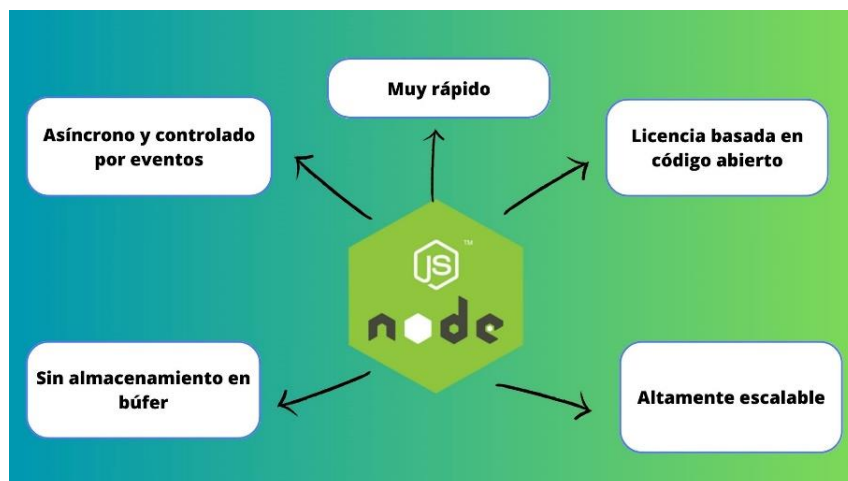 Muy rápido
Asíncrono y controlado
por eventos
Licencia basada en
código abierto
JS
TM
node
Sin almacenamiento en
búfer
Altamente escalable